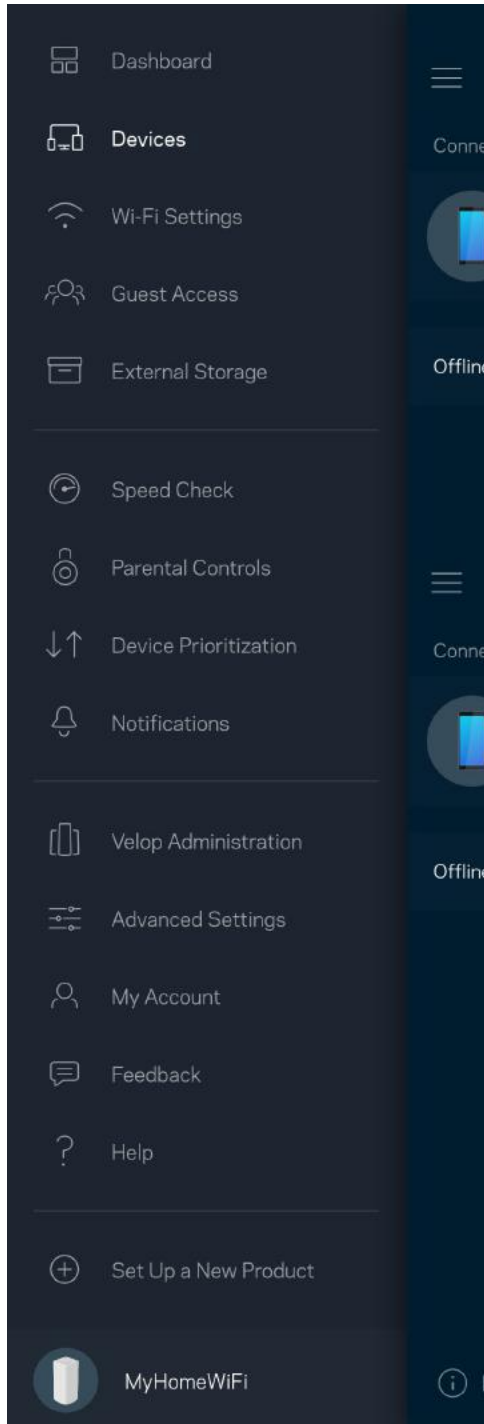 Dashboard
Devices
Wi-Fi Settings
Guest Access
External Storage
Speed Check
Parental Controls
Device Prioritization
Notifications
Velop Administration
Advanced Settings
My Account
Feedback
Help
Set Up a New Product
MyHomeWiFi